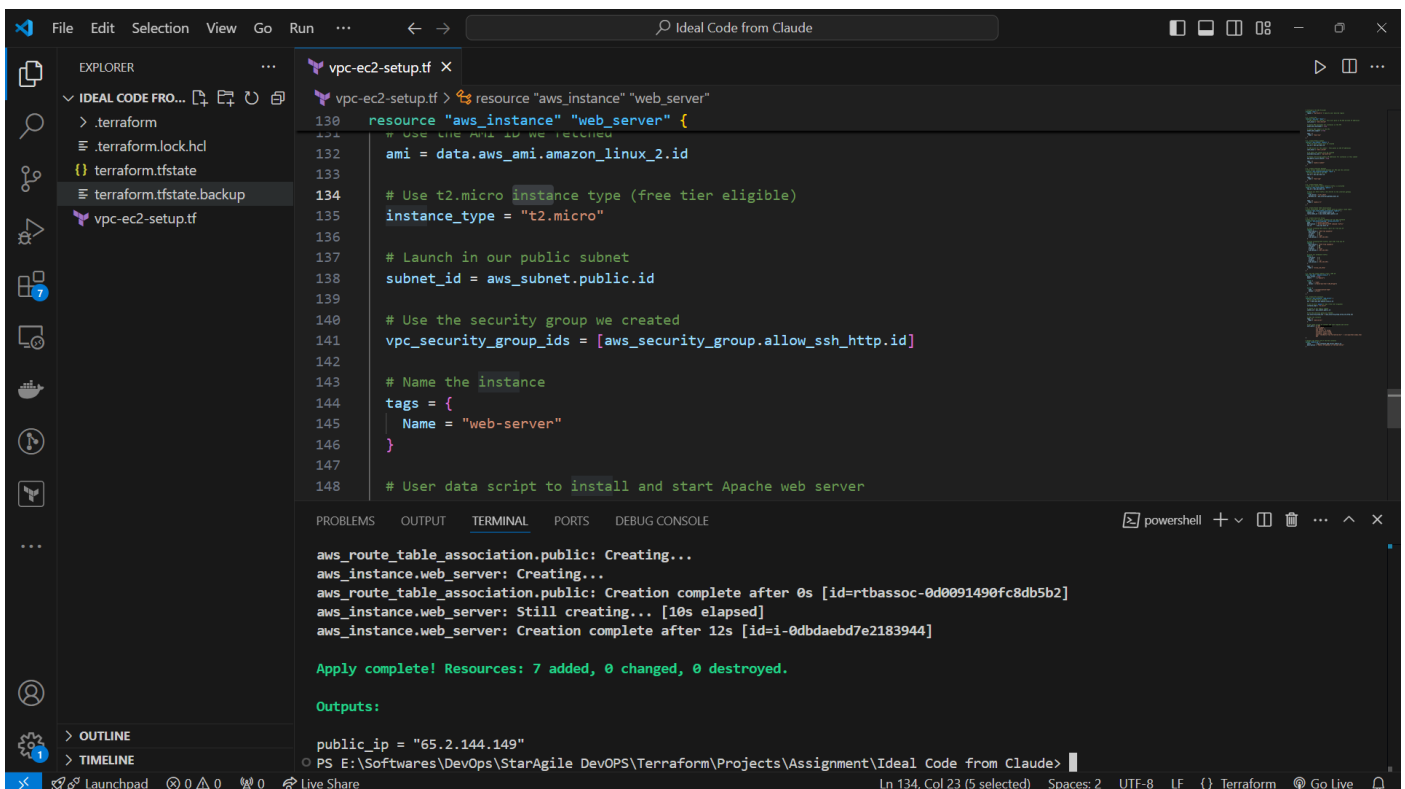 File Edit Selection View Go Run ··· Ideal Code from Claude
EXPLORER
IDEAL CODE FRO...
.terraform
.terraform.lock.hcl
{} terraform.tfstate
terraform.tfstate.backup
vpc-ec2-setup.tf
OUTLINE
TIMELINE
7
1
vpc-ec2-setup.tf
vpc-ec2-setup.tf > resource "aws_instance" "web_server"
130 resource "aws_instance" "web_server" {
131 # Use the AMI ID we fetched
132 ami = data.aws_ami.amazon_linux_2.id
133
134 # Use t2.micro instance type (free tier eligible)
135 instance_type = "t2.micro"
136
137 # Launch in our public subnet
138 subnet_id = aws_subnet.public.id
139
140 # Use the security group we created
141 vpc_security_group_ids = [aws_security_group.allow_ssh_http.id]
142
143 # Name the instance
144 tags = {
145 Name = "web-server"
146 }
147
148 # User data script to install and start Apache web server
PROBLEMS OUTPUT TERMINAL PORTS DEBUG CONSOLE powershell
aws_route_table_association.public: Creating...
aws_instance.web_server: Creating...
aws_route_table_association.public: Creation complete after 0s [id=rtbassoc-0d0091490fc8db5b2]
aws_instance.web_server: Still creating... [10s elapsed]
aws_instance.web_server: Creation complete after 12s [id=i-0dbdaebd7e2183944]
Apply complete! Resources: 7 added, 0 changed, 0 destroyed.
Outputs:
public_ip = "65.2.144.149"
PS E:\Softwares\DevOps\StarAgile DevOPS\Terraform\Projects\Assignment\Ideal Code from Claude>
Launchpad 0 0 0 Live Share Ln 134, Col 23 (5 selected) Spaces: 2 UTF-8 LF {} Terraform Go Live